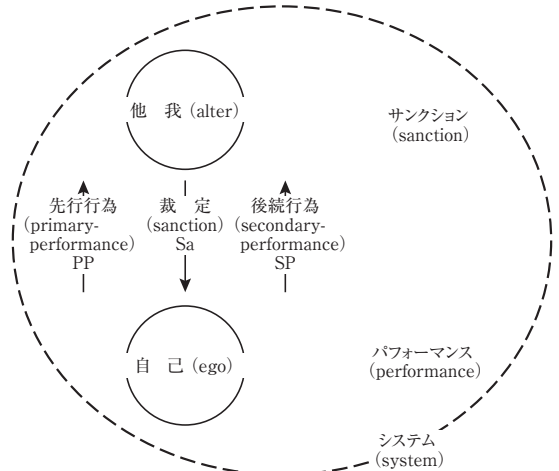 他　我 (alter)
サンクション
(sanction)
先行行為
(primary-
performance)
PP
裁　定
(sanction)
Sa
後続行為
(secondary-
performance)
SP
自　己 (ego)
パフォーマンス
(performance)
システム
(system)